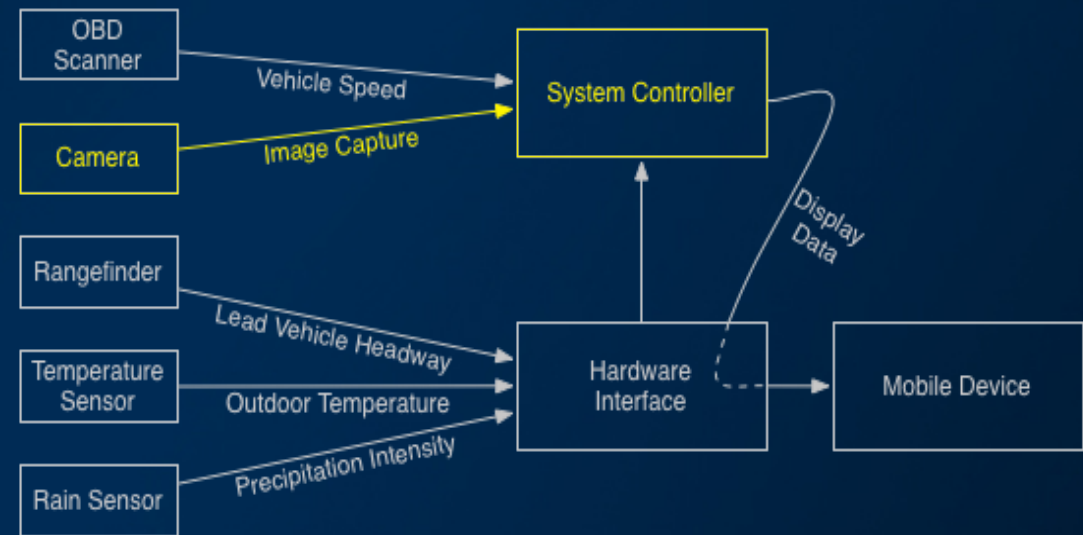 OBD
Scanner
Vehicle Speed
System Controller
Camera
Image Capture
Display
Data
Rangefinder
Lead Vehicle Headway
Temperature
Sensor
Outdoor Temperature
Hardware
Interface
Mobile Device
Precipitation Intensity
Rain Sensor